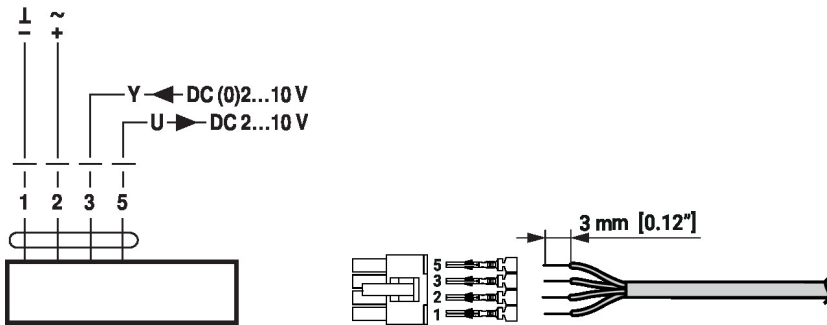 ⊥ ~
– +
Y DC (0)2...10 V
U DC 2...10 V
1 2 3 5
3 mm [0.12"]
5
3
2
1